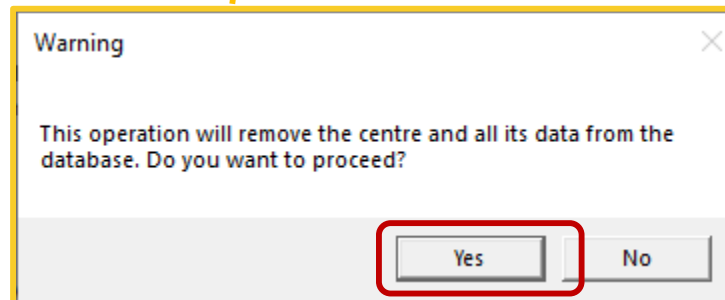 Warning
This operation will remove the centre and all its data from the
database. Do you want to proceed?
Yes
No